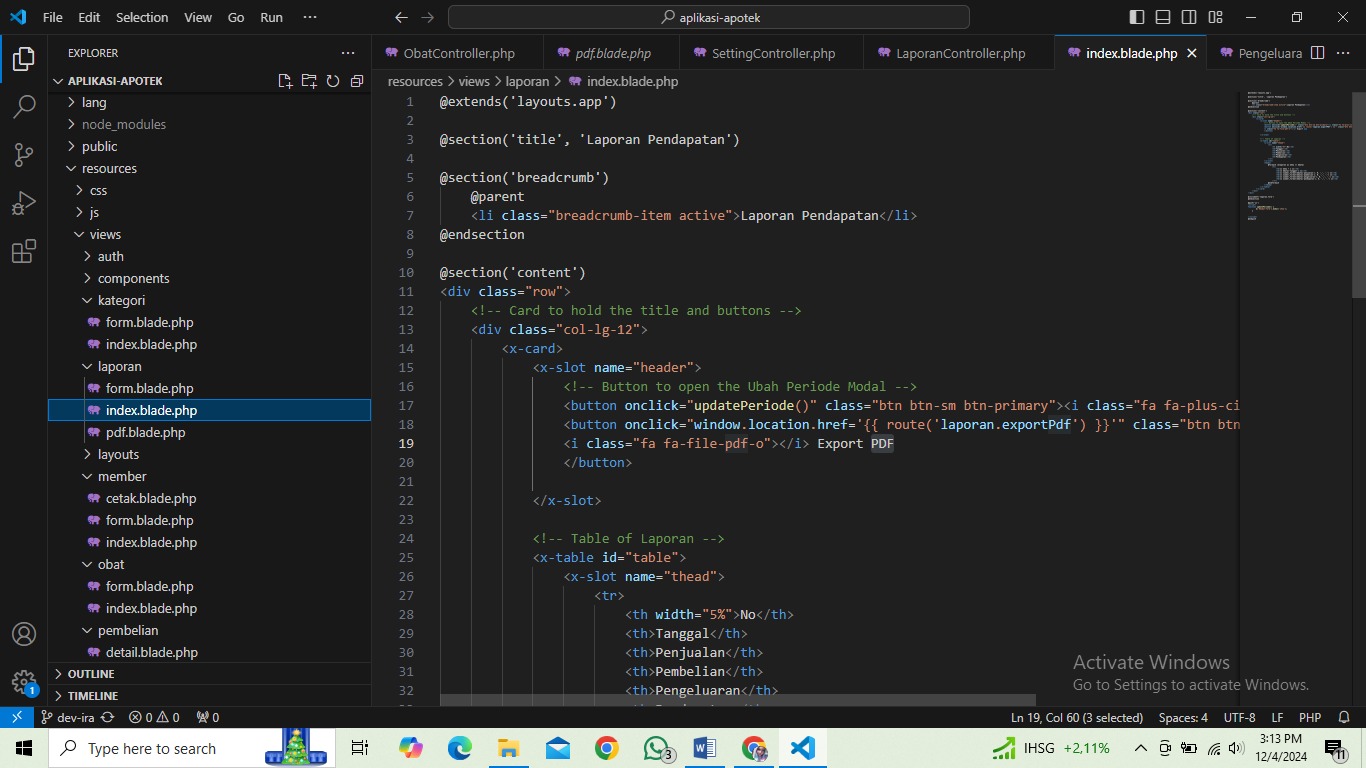 File Edit Selection View Go Run ···
aplikasi-apotek
EXPLORER ···
APLIKASI-APOTEK
lang
node_modules
public
resources
css
js
views
auth
components
kategori
form.blade.php
index.blade.php
laporan
form.blade.php
index.blade.php
pdf.blade.php
layouts
member
cetak.blade.php
form.blade.php
index.blade.php
obat
form.blade.php
index.blade.php
pembelian
detail.blade.php
OUTLINE
TIMELINE
ObatController.php pdf.blade.php SettingController.php LaporanController.php index.blade.php Pengeluara ···
resources > views > laporan > index.blade.php
1 @extends('layouts.app')
2
3 @section('title', 'Laporan Pendapatan')
4
5 @section('breadcrumb')
6 @parent
7 <li class="breadcrumb-item active">Laporan Pendapatan</li>
8 @endsection
9
10 @section('content')
11 <div class="row">
12 <!-- Card to hold the title and buttons -->
13 <div class="col-lg-12">
14 <x-card>
15 <x-slot name="header">
16 <!-- Button to open the Ubah Periode Modal -->
17 <button onclick="updatePeriode()" class="btn btn-sm btn-primary"><i class="fa fa-plus-ci
18 <button onclick="window.location.href='{{ route('laporan.exportPdf') }}'" class="btn btn
19 <i class="fa fa-file-pdf-o"></i> Export PDF
20 </button>
21
22 </x-slot>
23
24 <!-- Table of Laporan -->
25 <x-table id="table">
26 <x-slot name="thead">
27 <tr>
28 <th width="5%">No</th>
29 <th>Tanggal</th>
30 <th>Penjualan</th>
31 <th>Pembelian</th>
32 <th>Pengeluaran</th>
Activate Windows
Go to Settings to activate Windows.
1
dev-ira 0 0 0 Ln 19, Col 60 (3 selected) Spaces: 4 UTF-8 LF PHP
Type here to search 3 IHSG +2,11% 3:13 PM
12/4/2024 11